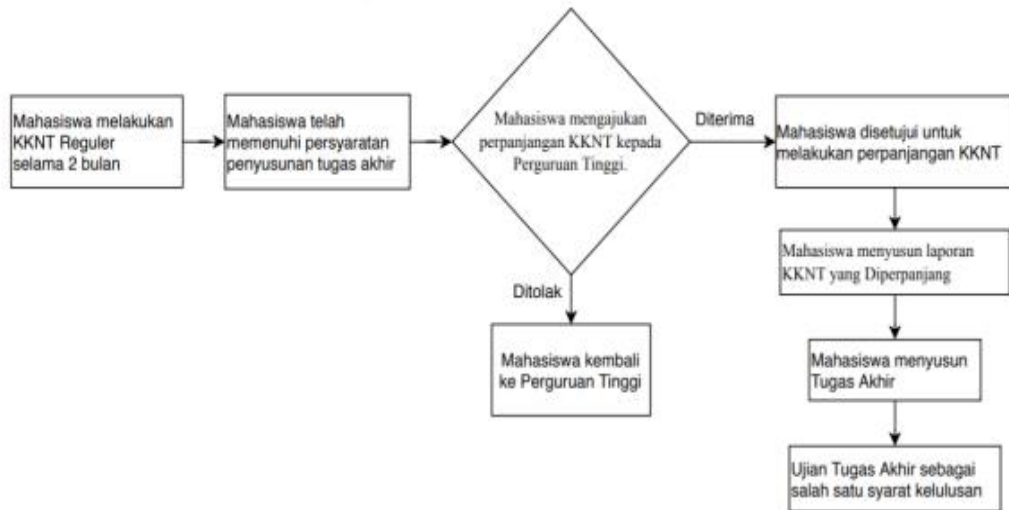 Mahasiswa melakukan
KKNT Reguler
selama 2 bulan
Mahasiswa telah
memenuhi persyaratan
penyusunan tugas akhir
Mahasiswa mengajukan
perpanjangan KKNT kepada
Perguruan Tinggi.
Diterima
Mahasiswa disetujui untuk
melakukan perpanjangan KKNT
Mahasiswa menyusun laporan
KKNT yang Diperpanjang
Ditolak
Mahasiswa kembali
ke Perguruan Tinggi
Mahasiswa menyusun
Tugas Akhir
Ujian Tugas Akhir sebagai
salah satu syarat kelulusan